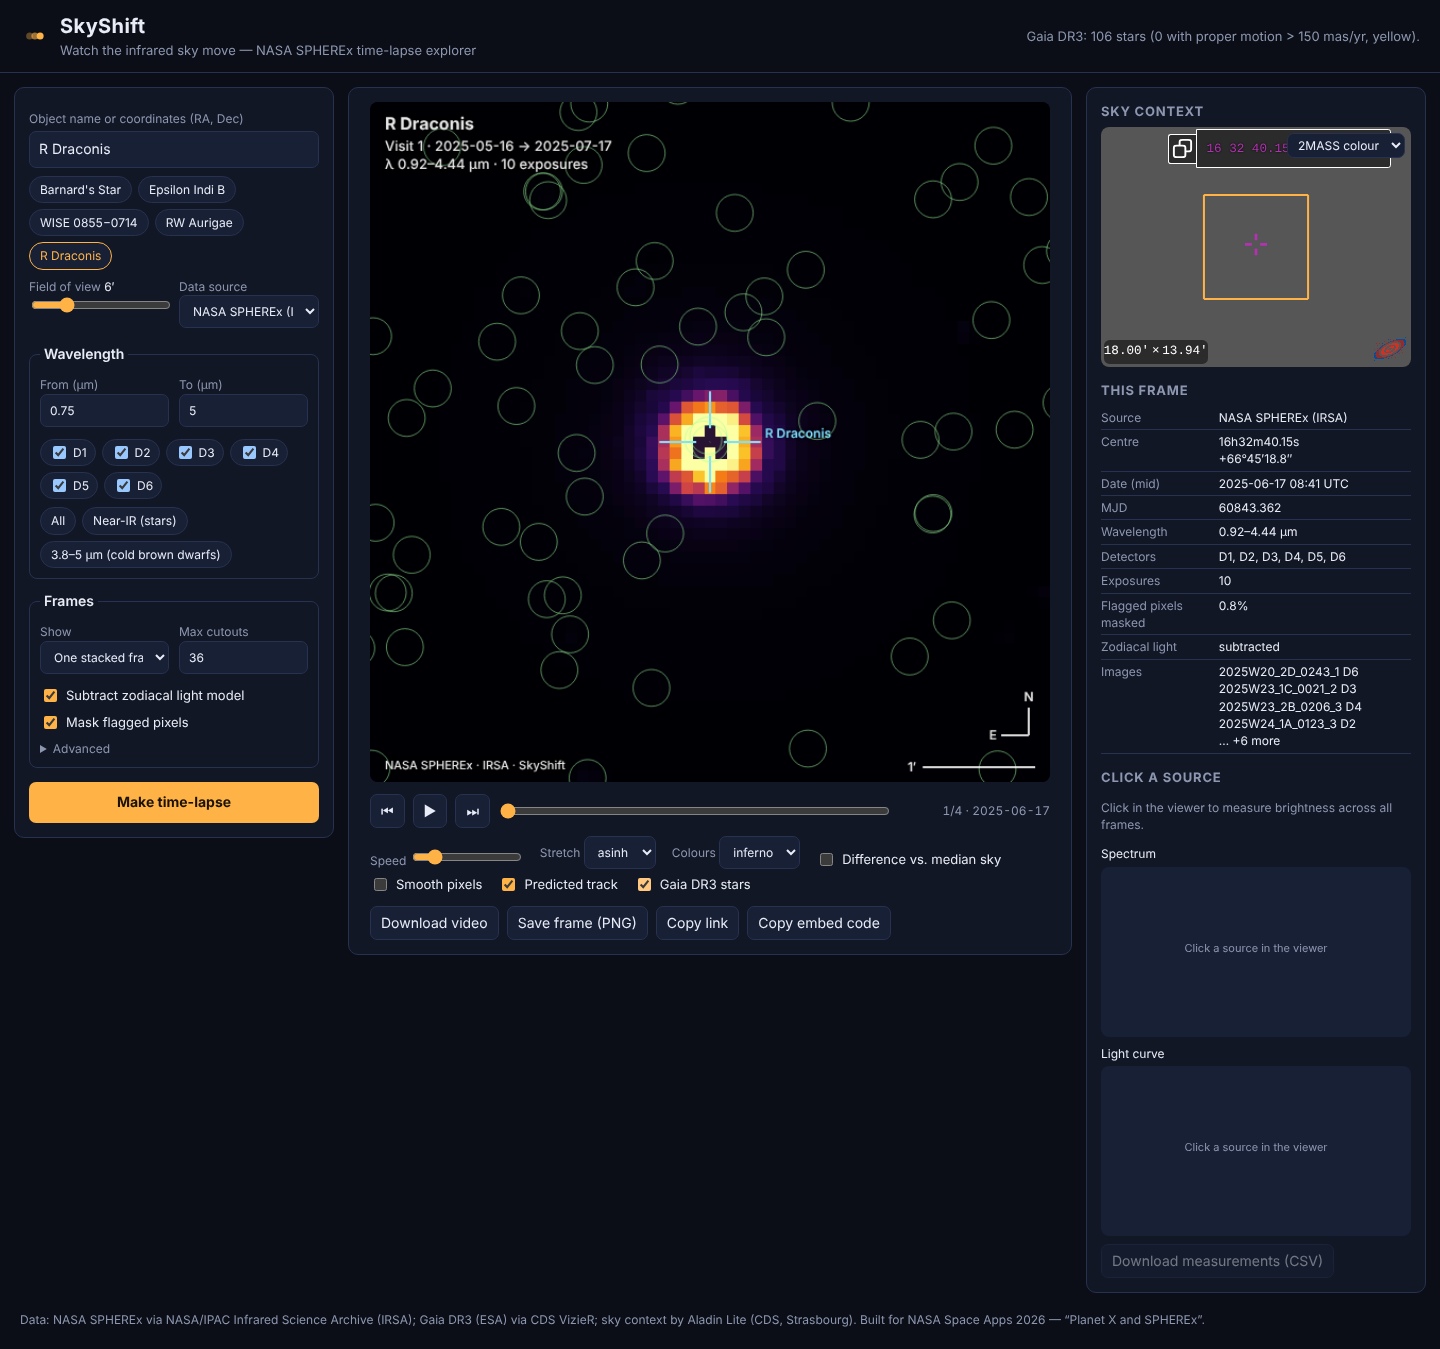 SkyShift
Watch the infrared sky move — NASA SPHEREx time-lapse explorer
Gaia DR3: 106 stars (0 with proper motion > 150 mas/yr, yellow).
Object name or coordinates (RA, Dec)
R Draconis
Barnard's Star
Epsilon Indi B
WISE 0855−0714
RW Aurigae
R Draconis
Field of view 6′
Data source
NASA SPHEREx (I
Wavelength
From (µm)
To (µm)
0.75
5
D1
D2
D3
D4
D5
D6
All
Near-IR (stars)
3.8–5 µm (cold brown dwarfs)
Frames
Show
Max cutouts
One stacked fra
36
Subtract zodiacal light model
Mask flagged pixels
Advanced
Make time-lapse
R Draconis
Visit 1 · 2025-05-16 → 2025-07-17
λ 0.92–4.44 µm · 10 exposures
R Draconis
N
E
1′
NASA SPHEREx · IRSA · SkyShift
1/4 · 2025-06-17
Speed
Stretch
asinh
Colours
inferno
Difference vs. median sky
Smooth pixels
Predicted track
Gaia DR3 stars
Download video
Save frame (PNG)
Copy link
Copy embed code
SKY CONTEXT
16 32 40.15
2MASS colour
18.00' × 13.94'
THIS FRAME
Source NASA SPHEREx (IRSA)
Centre 16h32m40.15s
+66°45′18.8″
Date (mid) 2025-06-17 08:41 UTC
MJD 60843.362
Wavelength 0.92–4.44 µm
Detectors D1, D2, D3, D4, D5, D6
Exposures 10
Flagged pixels masked 0.8%
Zodiacal light subtracted
Images 2025W20_2D_0243_1 D6
2025W23_1C_0021_2 D3
2025W23_2B_0206_3 D4
2025W24_1A_0123_3 D2
… +6 more
CLICK A SOURCE
Click in the viewer to measure brightness across all
frames.
Spectrum
Click a source in the viewer
Light curve
Click a source in the viewer
Download measurements (CSV)
Data: NASA SPHEREx via NASA/IPAC Infrared Science Archive (IRSA); Gaia DR3 (ESA) via CDS VizieR; sky context by Aladin Lite (CDS, Strasbourg). Built for NASA Space Apps 2026 — “Planet X and SPHEREx”.